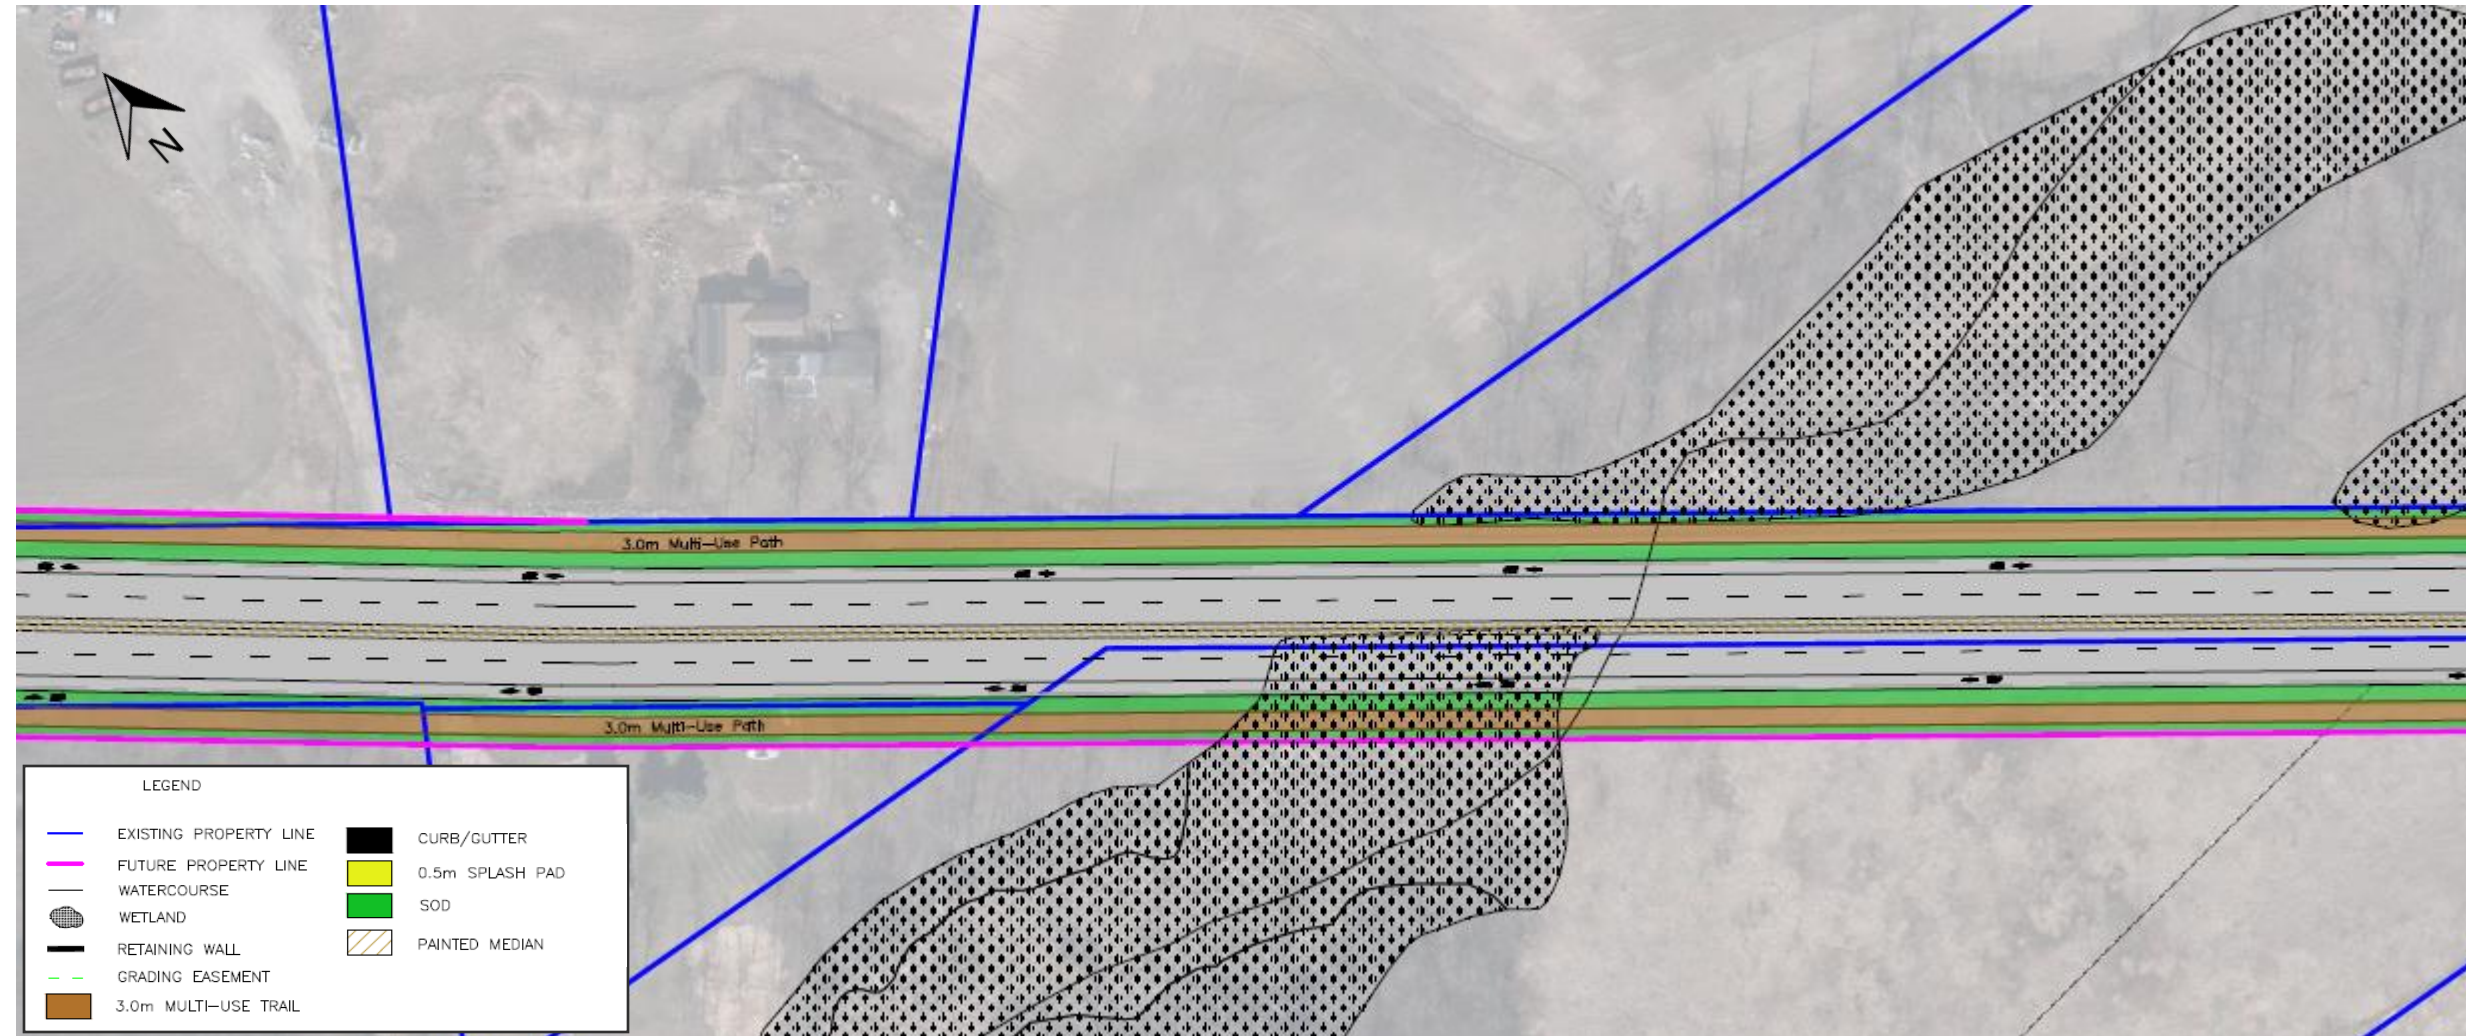 N
3.0m Multi-Use Path
3.0m Multi-Use Path
LEGEND
EXISTING PROPERTY LINE
FUTURE PROPERTY LINE
WATERCOURSE
WETLAND
RETAINING WALL
GRADING EASEMENT
3.0m MULTI-USE TRAIL
CURB/GUTTER
0.5m SPLASH PAD
SOD
PAINTED MEDIAN